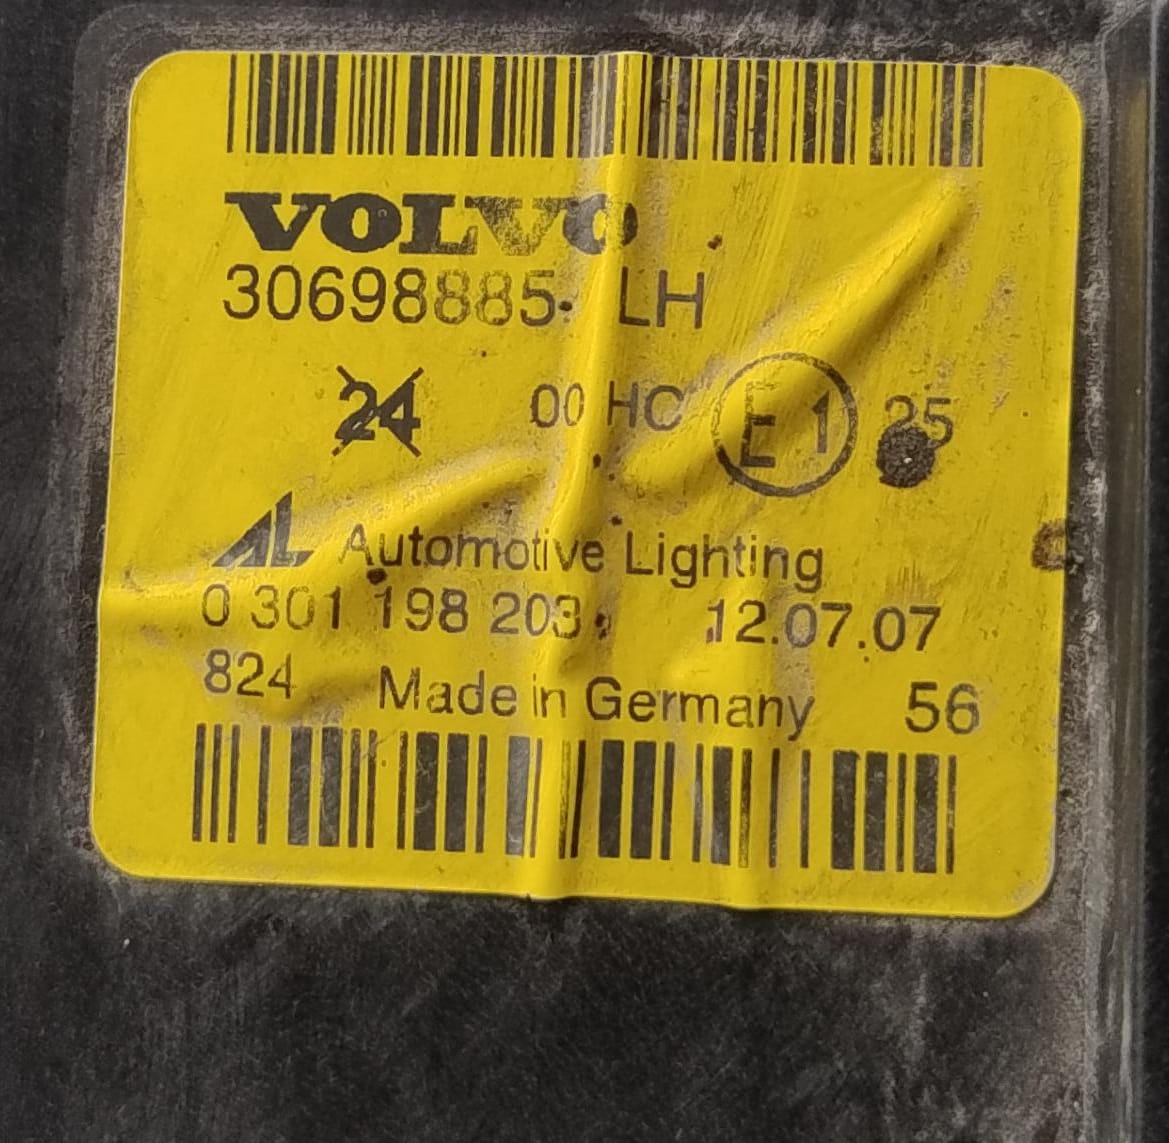 VOLVO
30698885 LH
24 00 HC E1 25
AL Automotive Lighting
0 301 198 203 12.07.07
824 Made in Germany 56